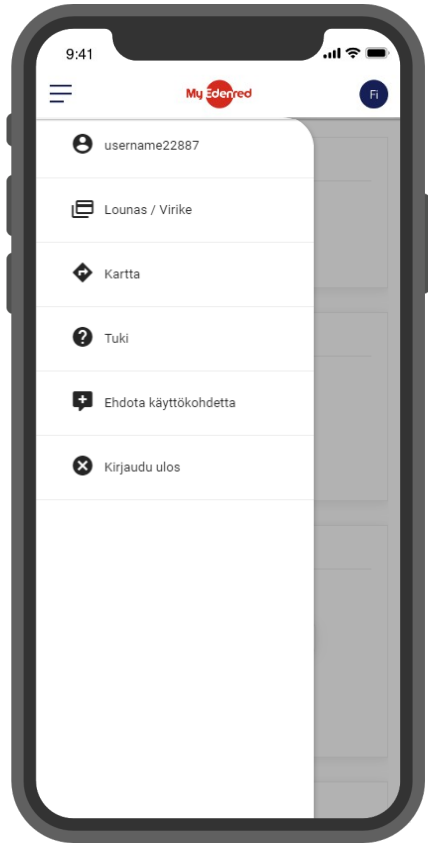 9:41
My Edenred
Fi
username22887
Lounas / Virike
Kartta
Tuki
Ehdota käyttökohdetta
Kirjaudu ulos